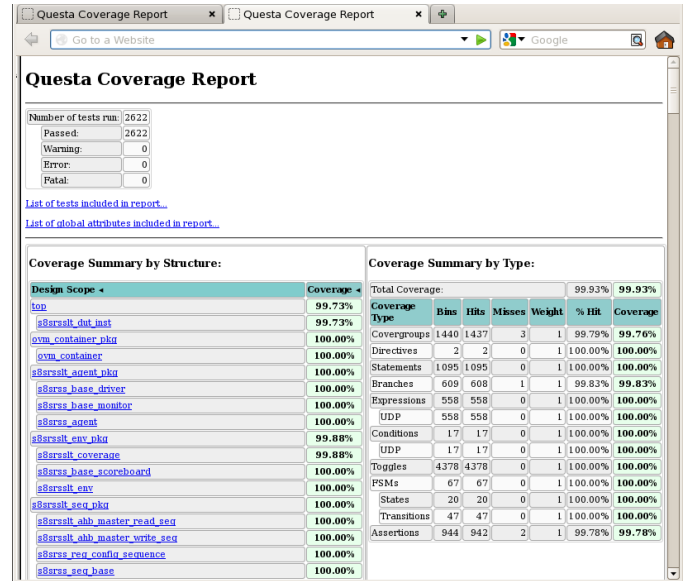 Questa Coverage Report
Questa Coverage Report
Go to a Website
Google
Questa Coverage Report
Number of tests run: 2622
Passed: 2622
Warning: 0
Error: 0
Fatal: 0
List of tests included in report...
List of global attributes included in report...
Coverage Summary by Structure:
Design Scope Coverage
top 99.73%
s8srsslt_dut_inst 99.73%
ovm_container_pkg 100.00%
ovm_container 100.00%
s8srsslt_agent_pkg 100.00%
s8srss_base_driver 100.00%
s8srss_base_monitor 100.00%
s8srss_agent 100.00%
s8srsslt_env_pkg 99.88%
s8srsslt_coverage 99.88%
s8srss_base_scoreboard 100.00%
s8srsslt_env 100.00%
s8srsslt_seq_pkg 100.00%
s8srsslt_ahb_master_read_seq 100.00%
s8srsslt_ahb_master_write_seq 100.00%
s8srss_reg_config_sequence 100.00%
s8srss_seq_base 100.00%
Coverage Summary by Type:
Total Coverage: 99.93% 99.93%
Coverage Type Bins Hits Misses Weight % Hit Coverage
Covergroups 1440 1437 3 1 99.79% 99.76%
Directives 2 2 0 1 100.00% 100.00%
Statements 1095 1095 0 1 100.00% 100.00%
Branches 609 608 1 1 99.83% 99.83%
Expressions 558 558 0 1 100.00% 100.00%
UDP 558 558 0 1 100.00% 100.00%
Conditions 17 17 0 1 100.00% 100.00%
UDP 17 17 0 1 100.00% 100.00%
Toggles 4378 4378 0 1 100.00% 100.00%
FSMs 67 67 0 1 100.00% 100.00%
States 20 20 0 1 100.00% 100.00%
Transitions 47 47 0 1 100.00% 100.00%
Assertions 944 942 2 1 99.78% 99.78%